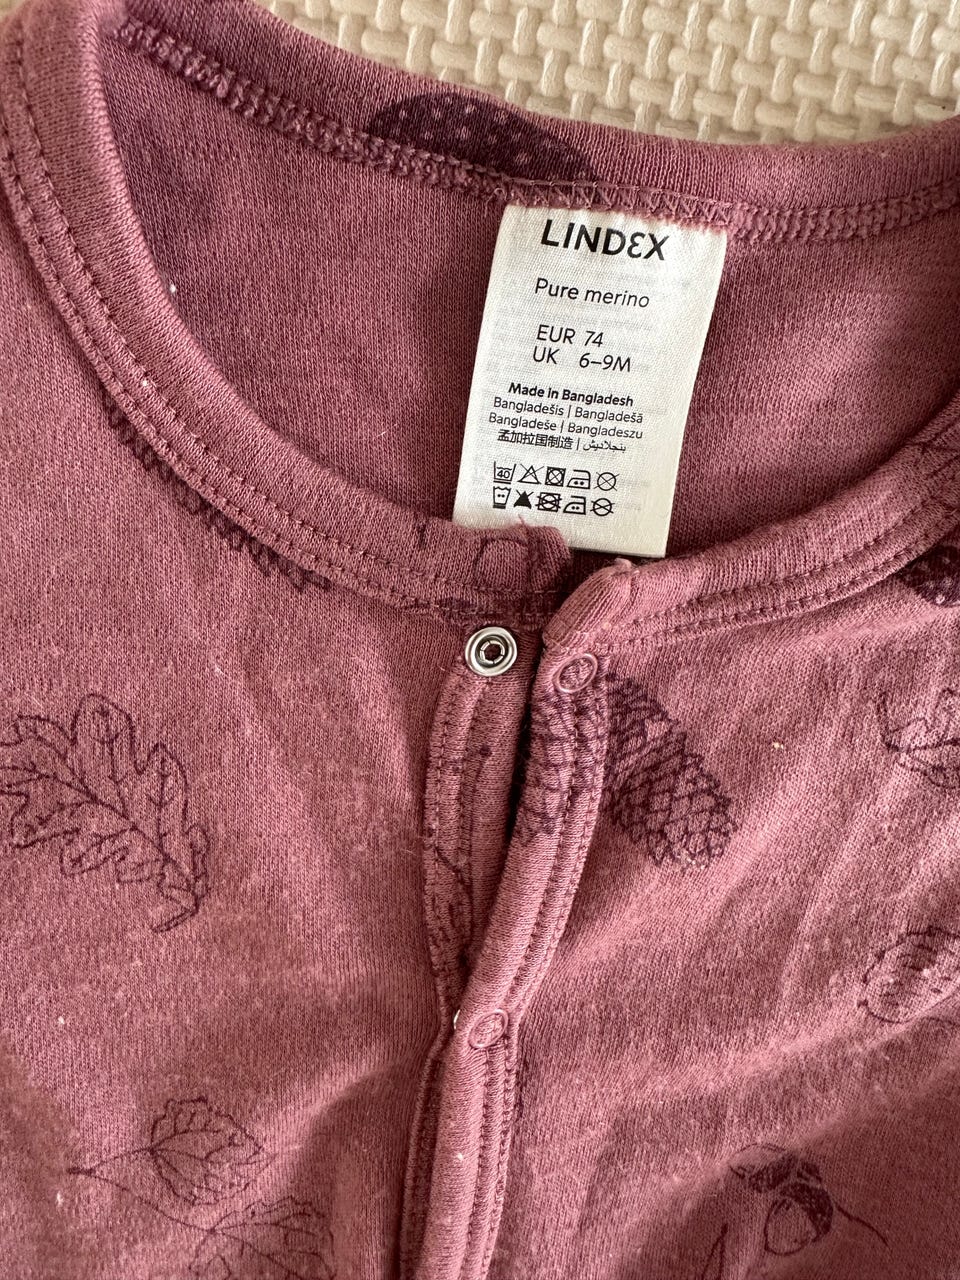 LINDEX
Pure merino
EUR 74
UK 6–9M
Made in Bangladesh
Bangladešis | Bangladešā
Bangladeše | Bangladeszu
孟加拉国制造 | بنجلاديش
40